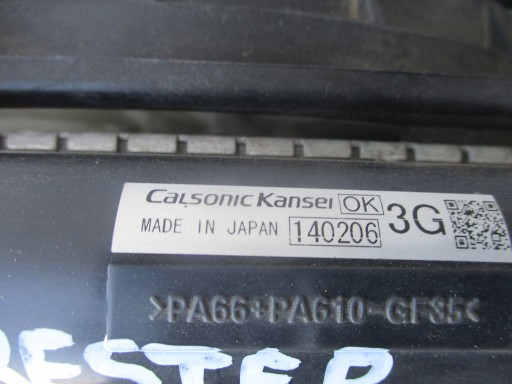 CalsonicKansei OK 3G
MADE IN JAPAN 140206
>PA66+PA610-GF35<
RESTER